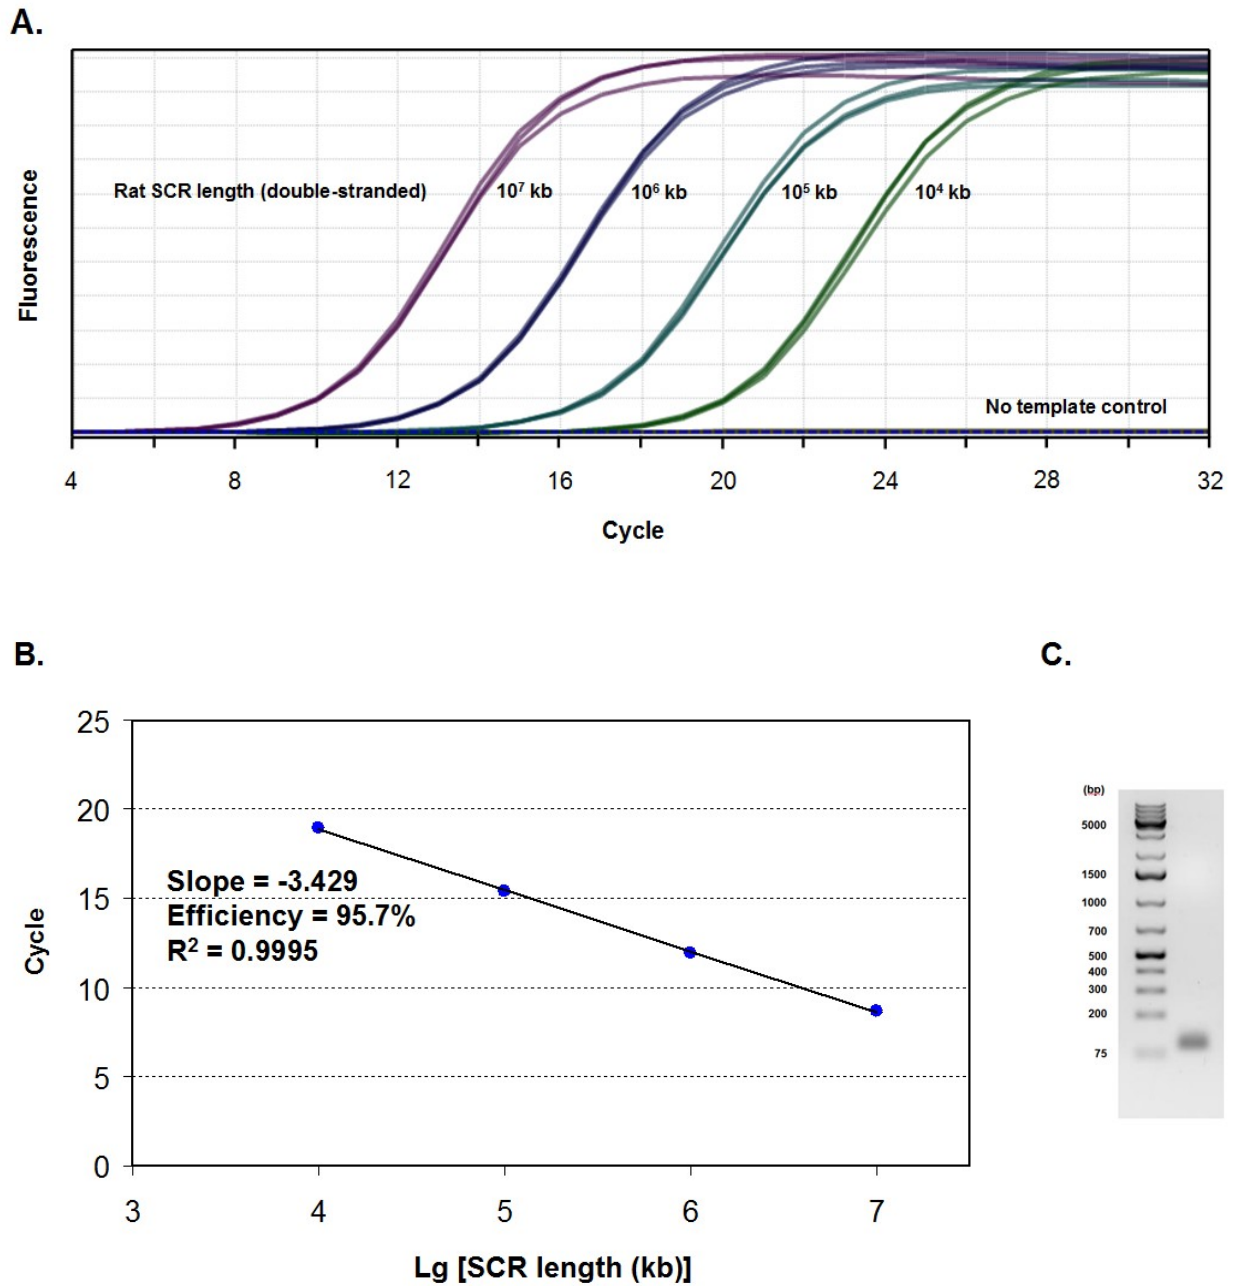 A.
Fluorescence
Rat SCR length (double-stranded)
10⁷ kb
10⁶ kb
10⁵ kb
10⁴ kb
No template control
4 8 12 16 20 24 28 32
Cycle
B.
Cycle
25
20
15
10
5
0
Slope = -3.429
Efficiency = 95.7%
R² = 0.9995
3 4 5 6 7
Lg [SCR length (kb)]
C.
(bp)
5000
1500
1000
700
500
400
300
200
75